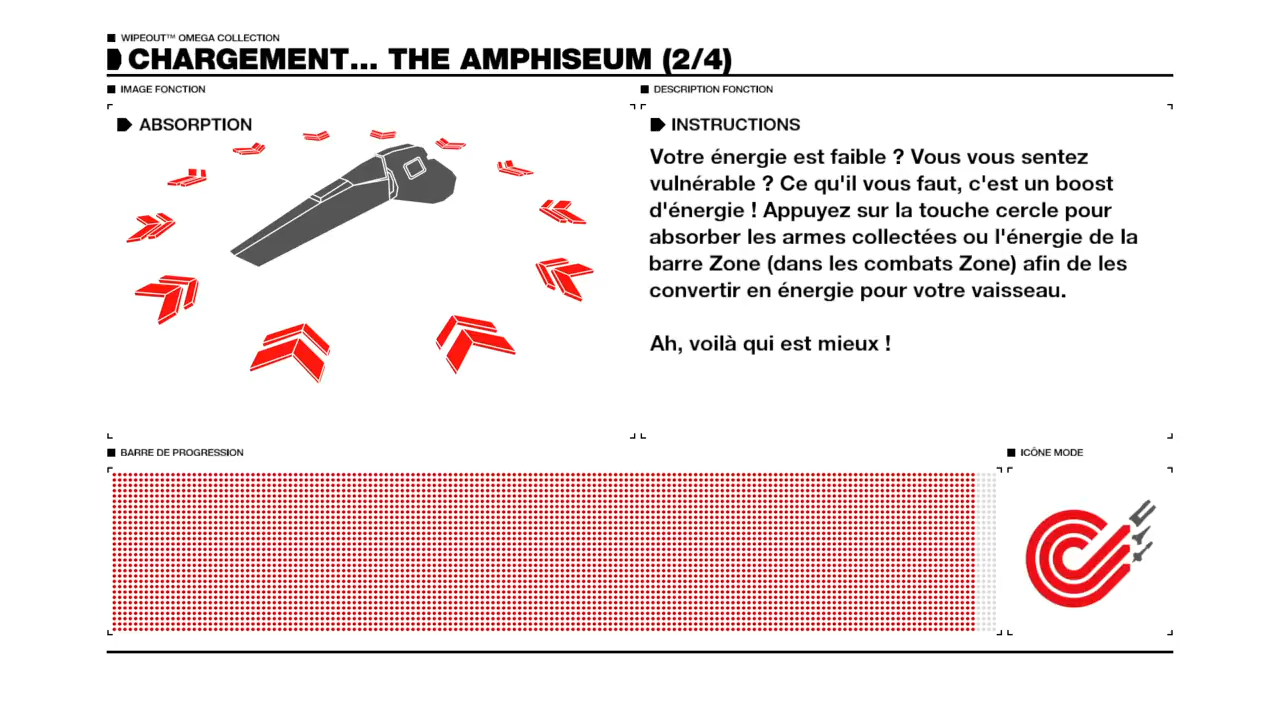 WIPEOUT™ OMEGA COLLECTION
CHARGEMENT... THE AMPHISEUM (2/4)
IMAGE FONCTION
ABSORPTION
DESCRIPTION FONCTION
INSTRUCTIONS
Votre énergie est faible ? Vous vous sentez
vulnérable ? Ce qu'il vous faut, c'est un boost
d'énergie ! Appuyez sur la touche cercle pour
absorber les armes collectées ou l'énergie de la
barre Zone (dans les combats Zone) afin de les
convertir en énergie pour votre vaisseau.
Ah, voilà qui est mieux !
BARRE DE PROGRESSION
ICÔNE MODE